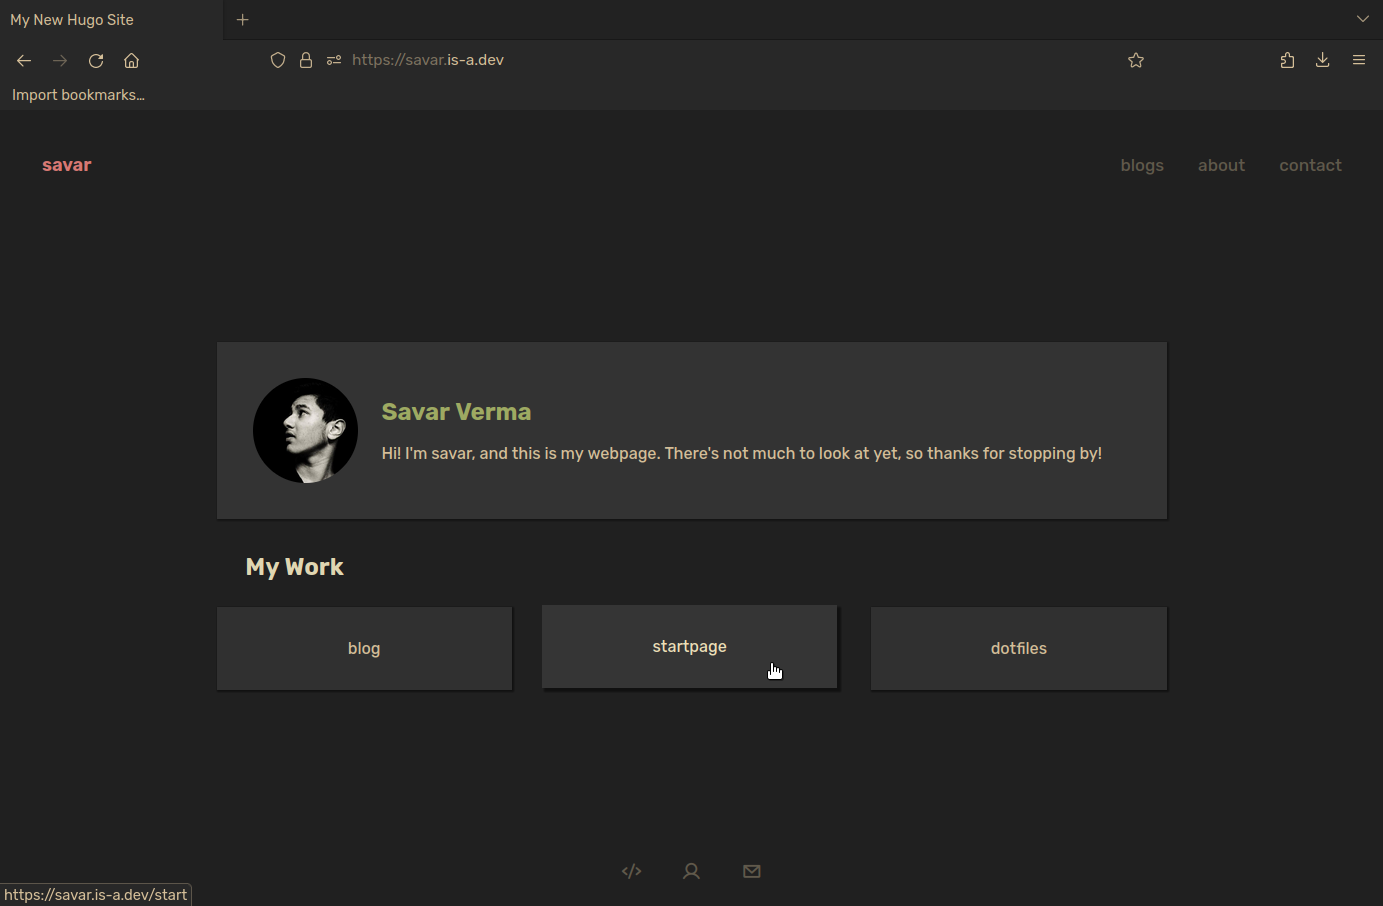 My New Hugo Site
https://savar.is-a.dev
Import bookmarks…
savar
blogs about contact
Savar Verma
Hi! I'm savar, and this is my webpage. There's not much to look at yet, so thanks for stopping by!
My Work
blog
startpage
dotfiles
https://savar.is-a.dev/start